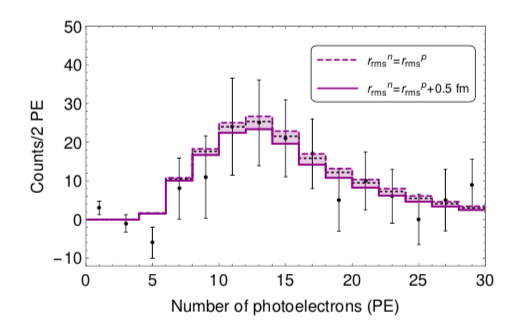 50
40
30
20
10
0
−10
Counts/2 PE
r_rms^n=r_rms^p
r_rms^n=r_rms^p+0.5 fm
0 5 10 15 20 25 30
Number of photoelectrons (PE)